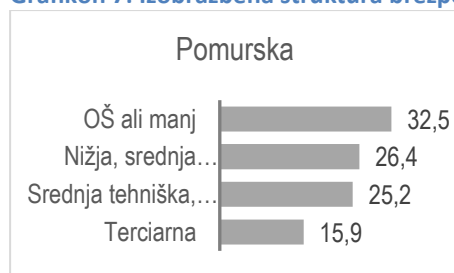 Pomurska
OŠ ali manj 32,5
Nižja, srednja… 26,4
Srednja tehniška,… 25,2
Terciarna 15,9